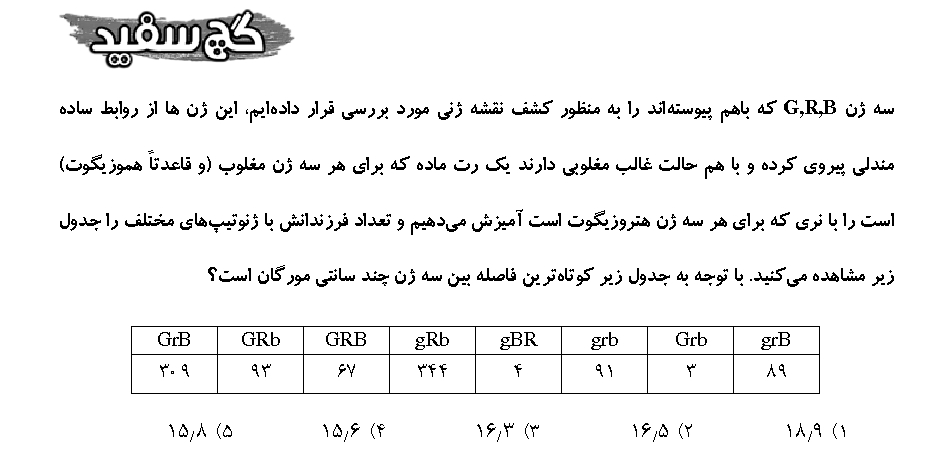 گچ سفید
سه ژن G,R,B که باهم پیوسته‌اند را به منظور کشف نقشه ژنی مورد بررسی قرار داده‌ایم، این ژن ها از روابط ساده
مندلی پیروی کرده و با هم حالت غالب مغلوبی دارند یک رت ماده که برای هر سه ژن مغلوب (و قاعدتاً هموزیگوت)
است را با نری که برای هر سه ژن هتروزیگوت است آمیزش می‌دهیم و تعداد فرزندانش با ژنوتیپ‌های مختلف را جدول
زیر مشاهده می‌کنید. با توجه به جدول زیر کوتاه‌ترین فاصله بین سه ژن چند سانتی مورگان است؟
GrB GRb GRB gRb gBR grb Grb grB
۳۰۹ ۹۳ ۶۷ ۳۴۴ ۴ ۹۱ ۳ ۸۹
۱) ۱۸٫۹ ۲) ۱۶٫۵ ۳) ۱۶٫۳ ۴) ۱۵٫۶ ۵) ۱۵٫۸